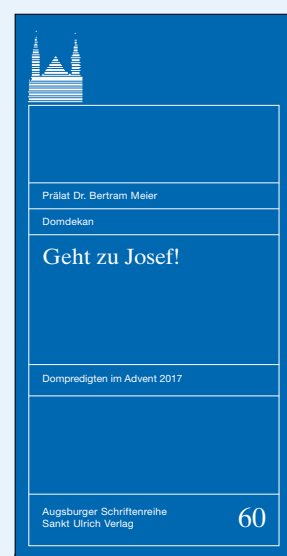 Prälat Dr. Bertram Meier
Domdekan
Geht zu Josef!
Dompredigten im Advent 2017
Augsburger Schriftenreihe
Sankt Ulrich Verlag
60